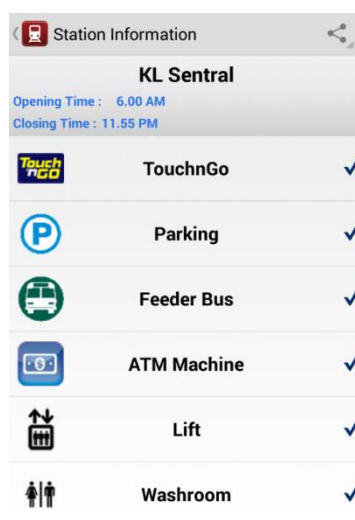 Station Information
KL Sentral
Opening Time : 6.00 AM
Closing Time : 11.55 PM
Touch
'nGO
TouchnGo
P
Parking
Feeder Bus
$
ATM Machine
Lift
Washroom